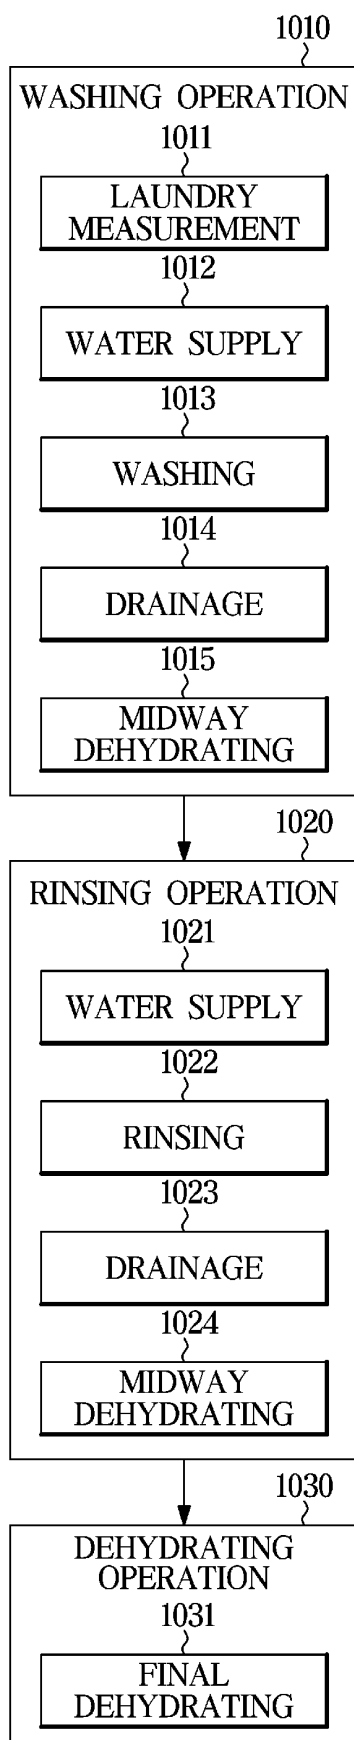 1010
WASHING OPERATION
1011
LAUNDRY
MEASUREMENT
1012
WATER SUPPLY
1013
WASHING
1014
DRAINAGE
1015
MIDWAY
DEHYDRATING
1020
RINSING OPERATION
1021
WATER SUPPLY
1022
RINSING
1023
DRAINAGE
1024
MIDWAY
DEHYDRATING
1030
DEHYDRATING
OPERATION
1031
FINAL
DEHYDRATING